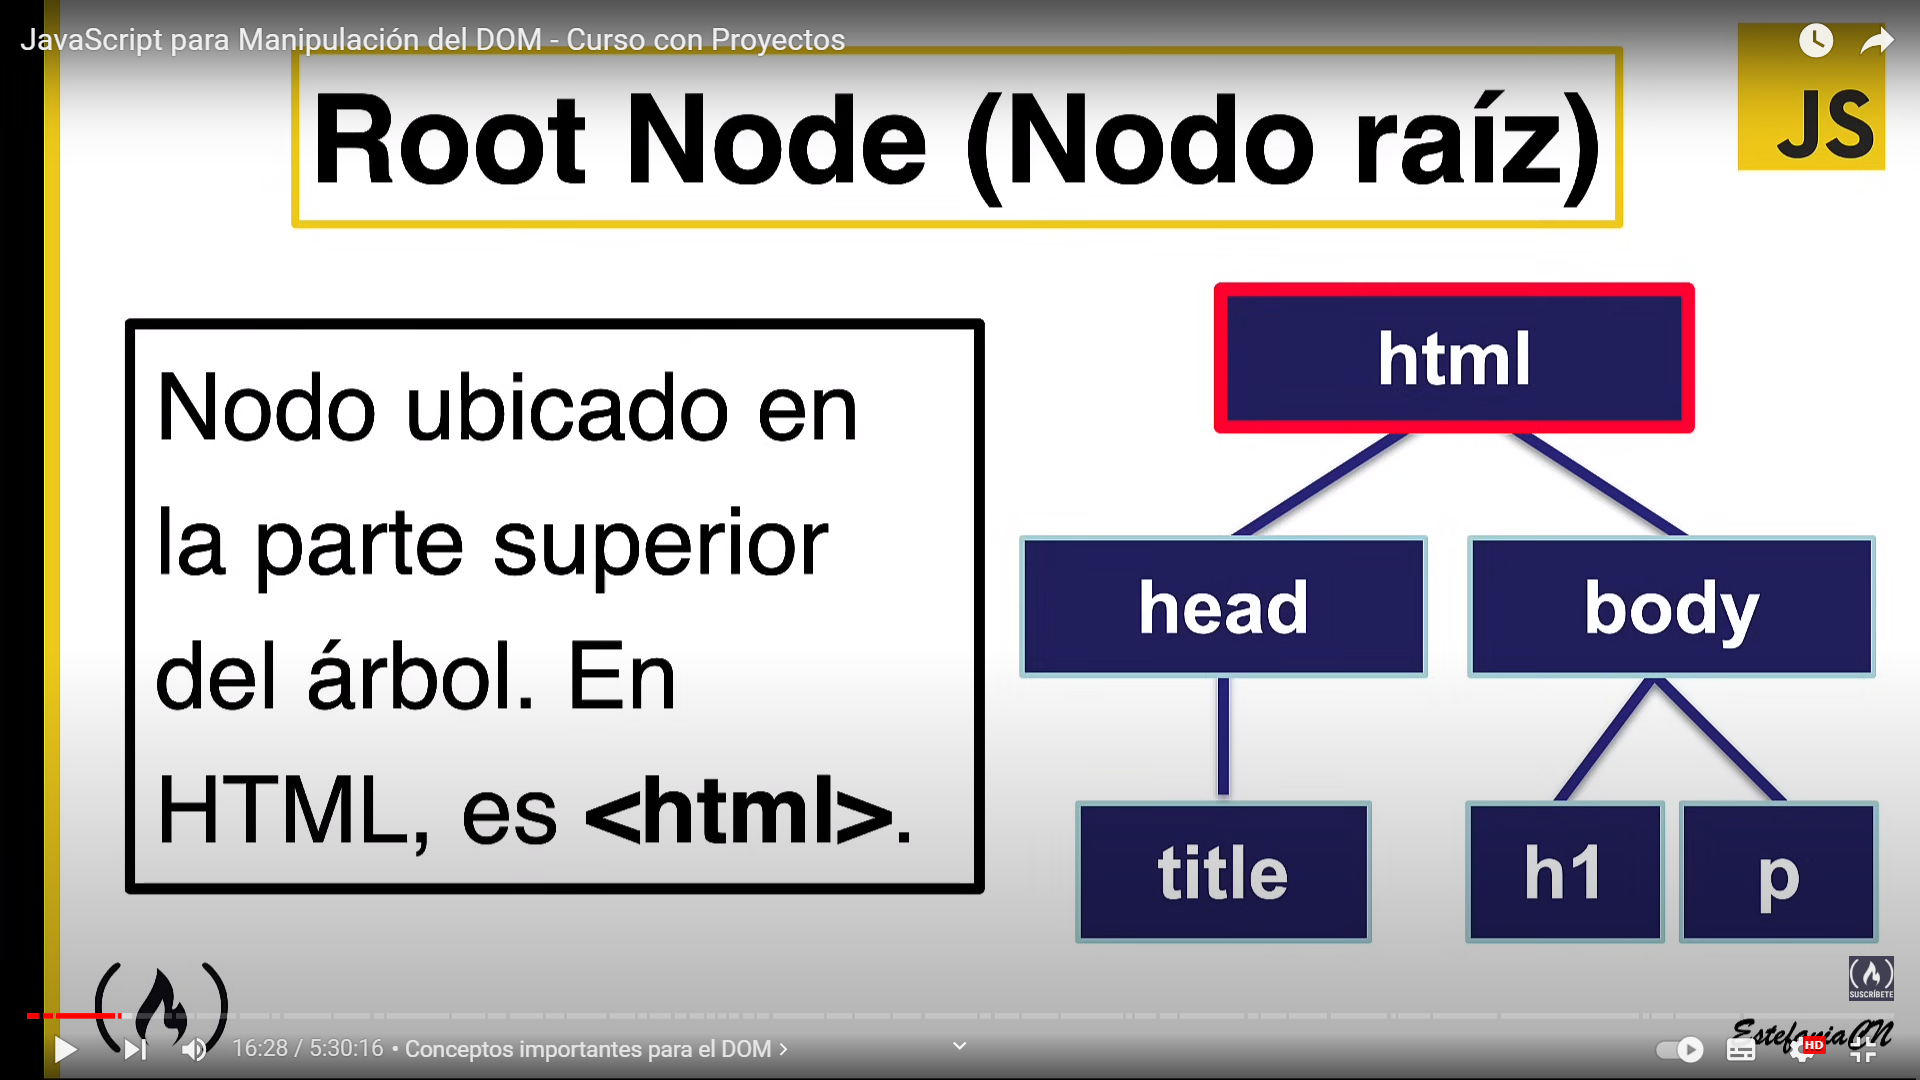 JavaScript para Manipulación del DOM - Curso con Proyectos
Root Node (Nodo raíz)
JS
Nodo ubicado en
la parte superior
del árbol. En
HTML, es <html>.
html
head
body
title
h1
p
SUSCRÍBETE
16:28 / 5:30:16 • Conceptos importantes para el DOM
EstefaniaCN
HD